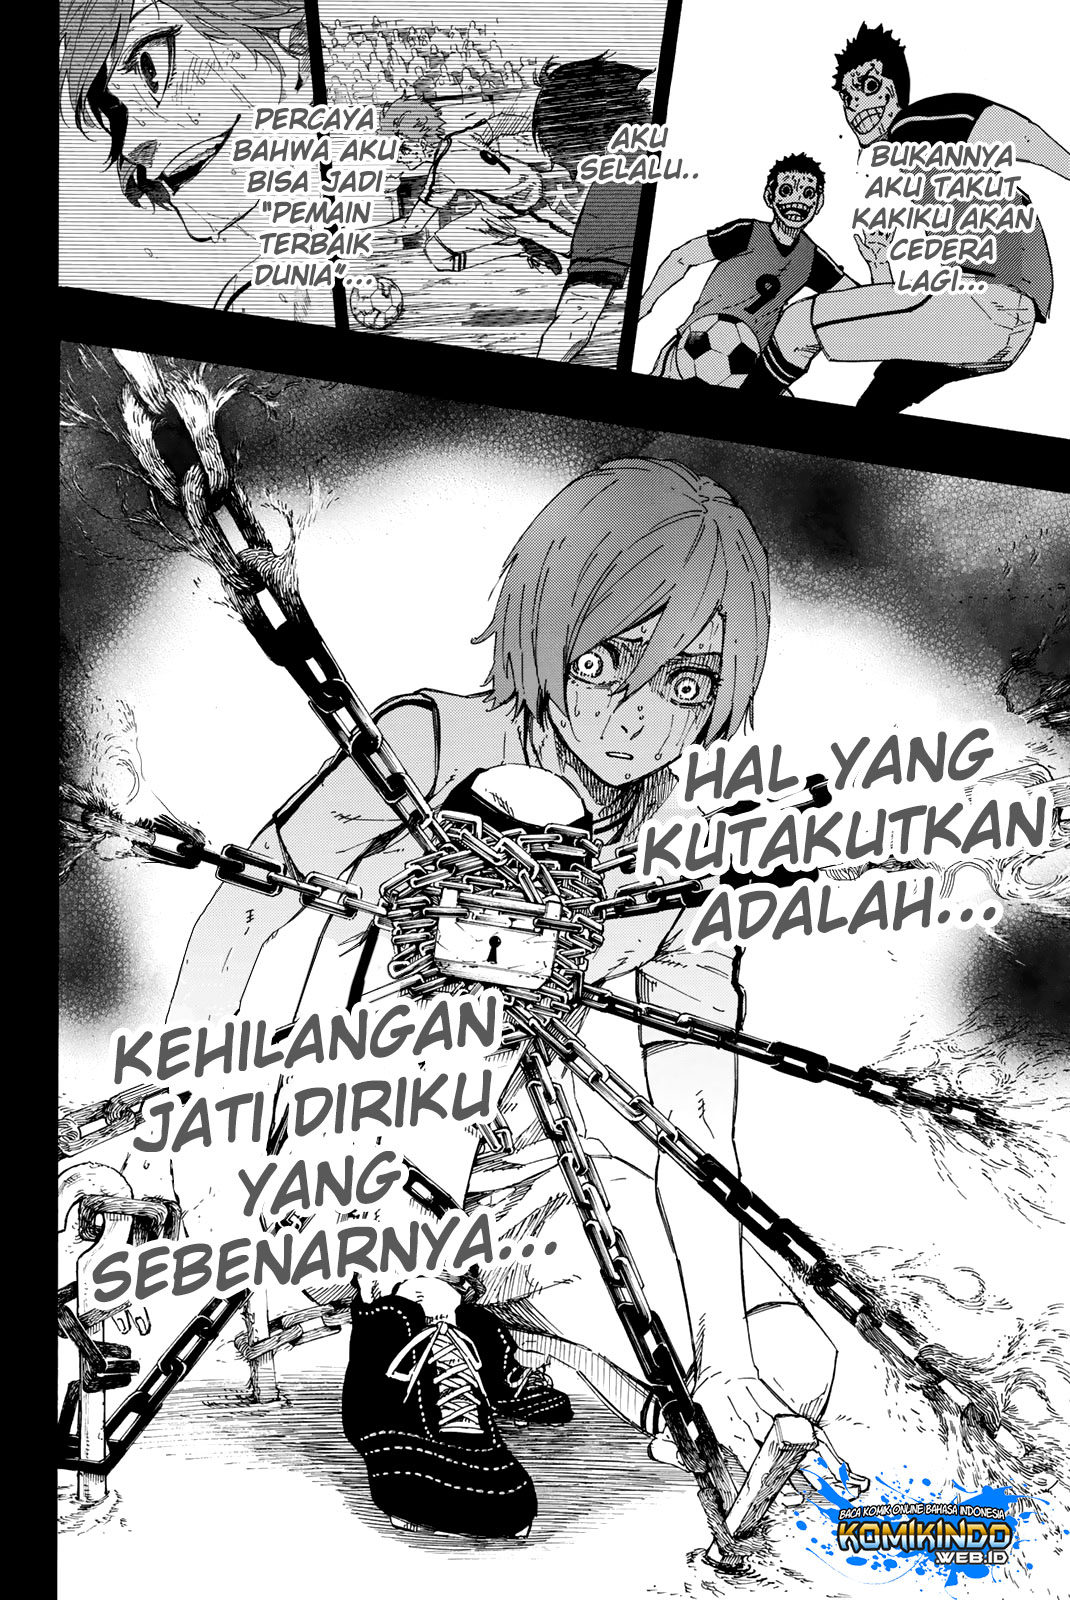 BUKANNYA
AKU TAKUT
KAKIKU AKAN
CEDERA
LAGI...
AKU
SELALU..
PERCAYA
BAHWA AKU
BISA JADI
"PEMAIN
TERBAIK
DUNIA"...
9
HAL YANG
KUTAKUTKAN
ADALAH...
KEHILANGAN
JATI DIRIKU
YANG
SEBENARNYA...
BACA KOMIK ONLINE BAHASA INDONESIA
KOMIKINDO
WEB.ID